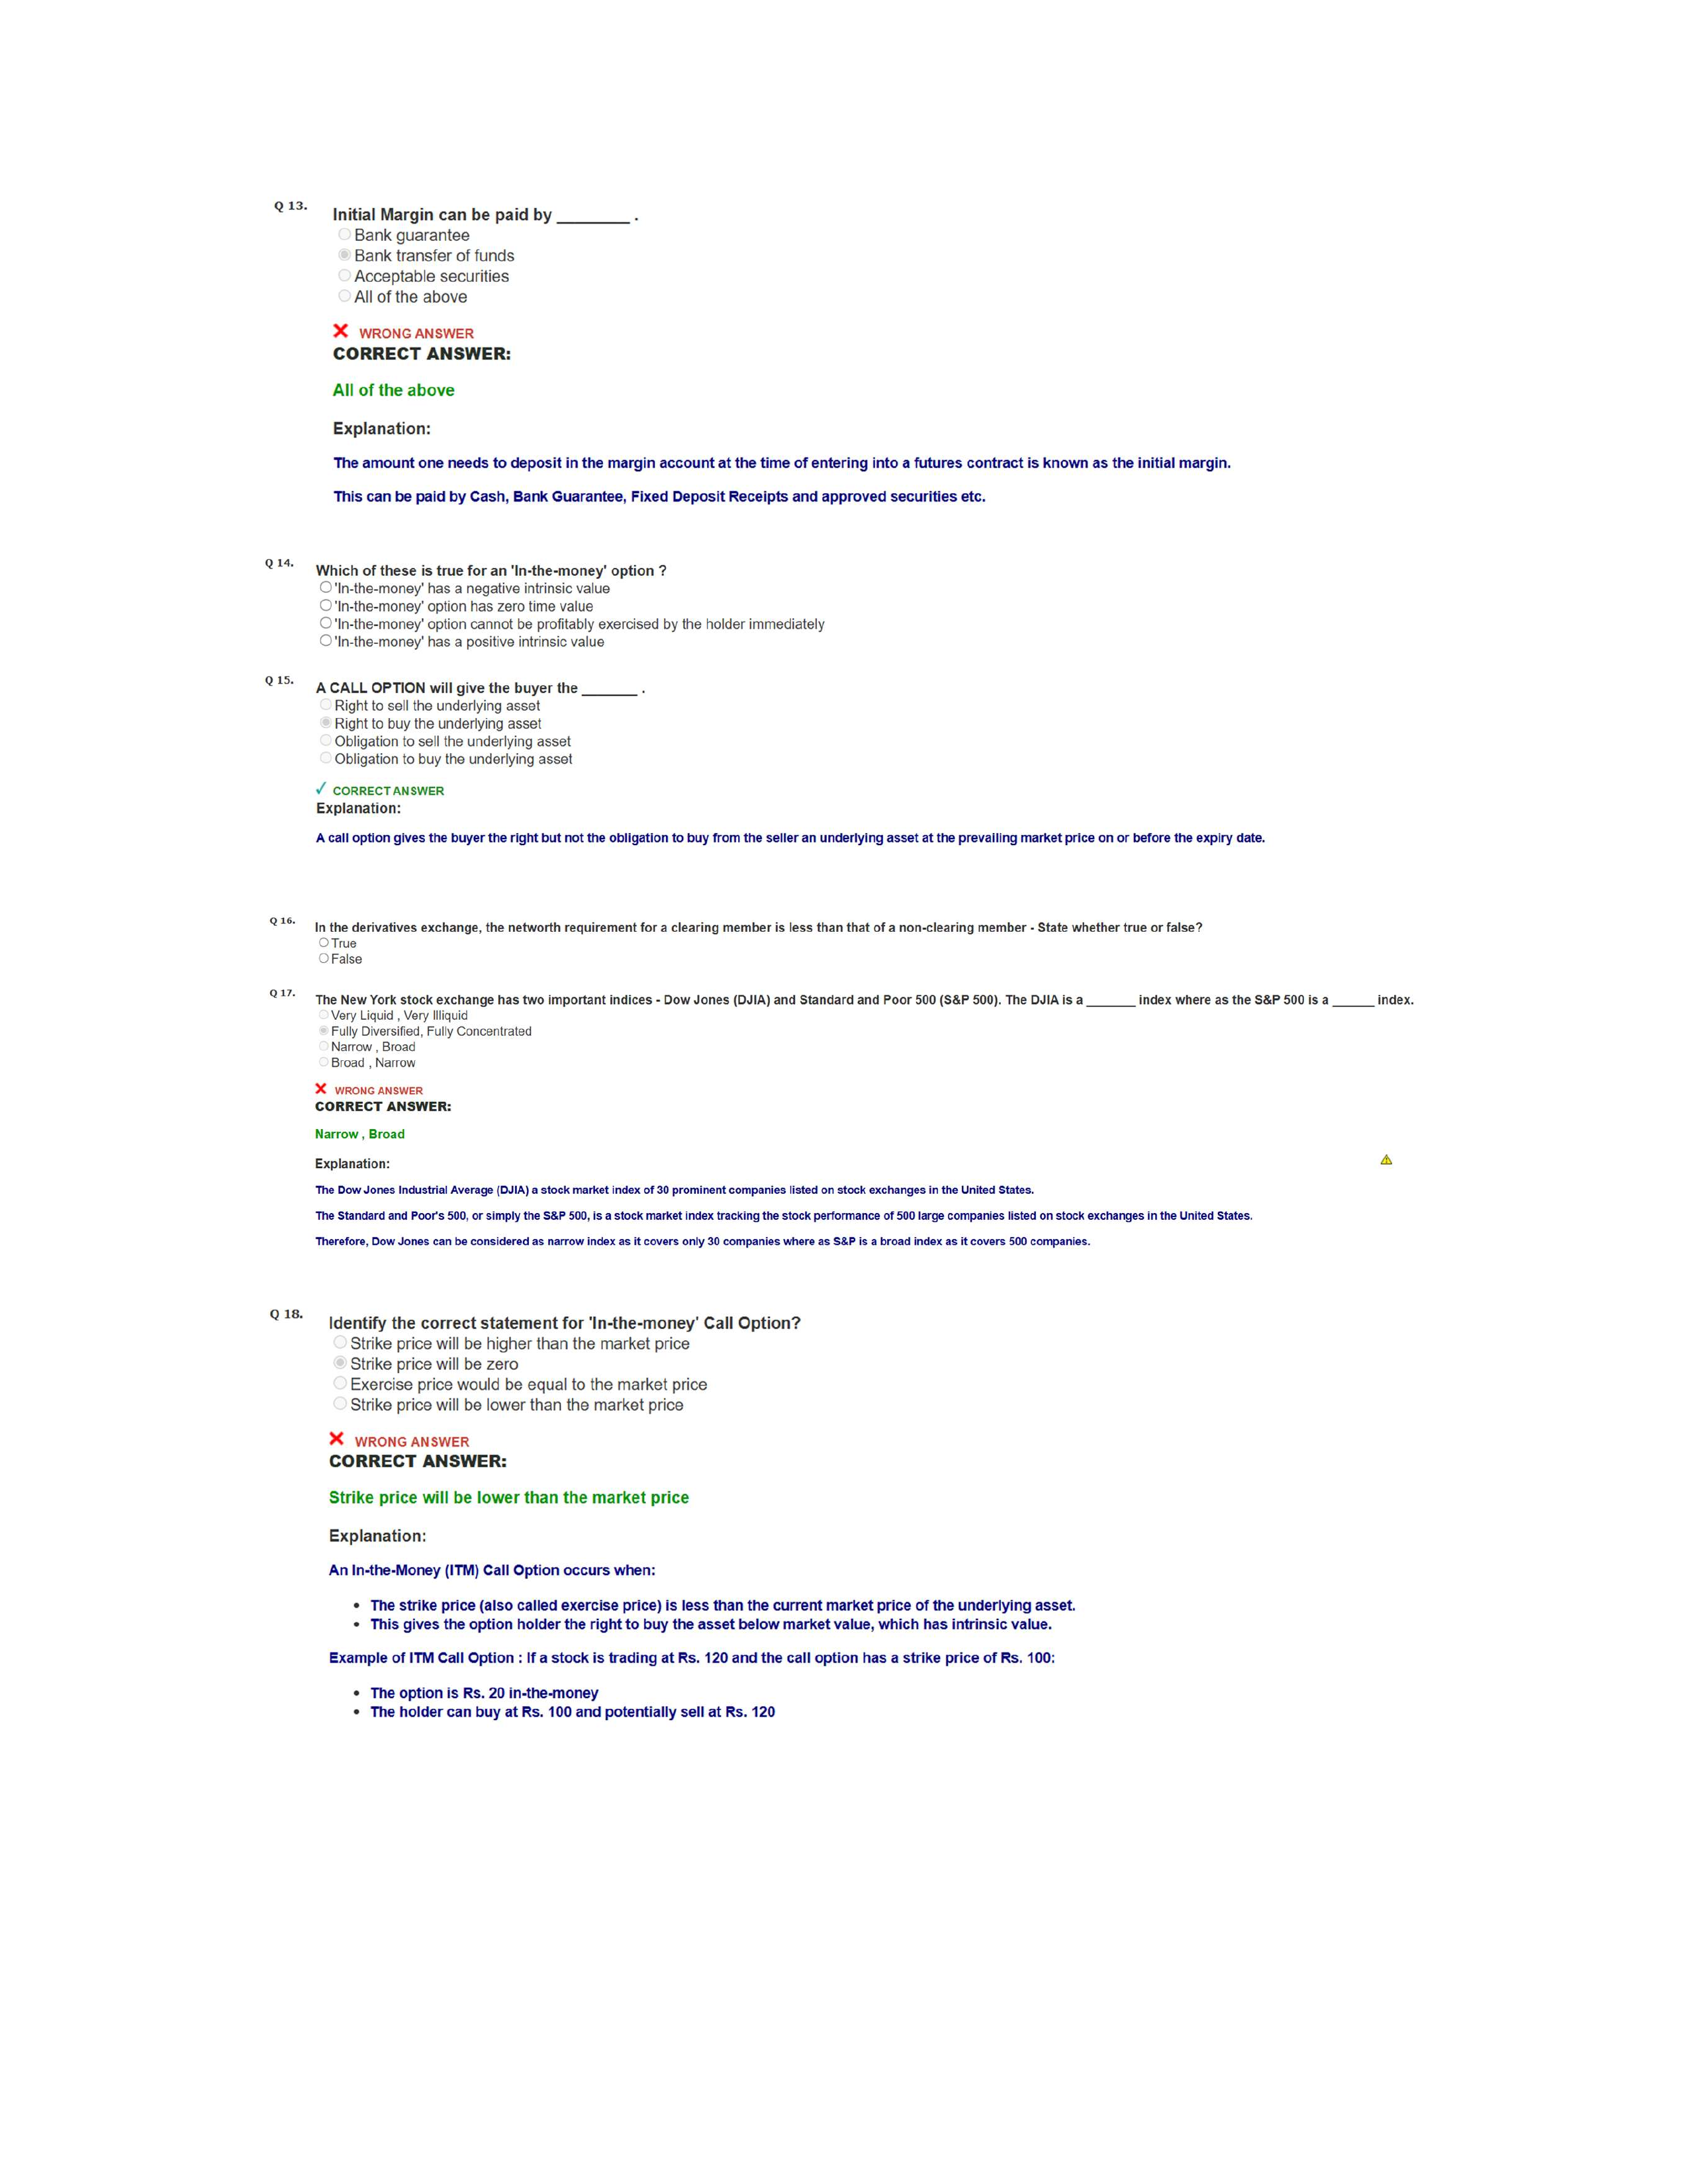 Q 13.
Initial Margin can be paid by ________ .
Bank guarantee
Bank transfer of funds
Acceptable securities
All of the above
WRONG ANSWER
CORRECT ANSWER:
All of the above
Explanation:
The amount one needs to deposit in the margin account at the time of entering into a futures contract is known as the initial margin.
This can be paid by Cash, Bank Guarantee, Fixed Deposit Receipts and approved securities etc.
Q 14.
Which of these is true for an 'In-the-money' option ?
'In-the-money' has a negative intrinsic value
'In-the-money' option has zero time value
'In-the-money' option cannot be profitably exercised by the holder immediately
'In-the-money' has a positive intrinsic value
Q 15.
A CALL OPTION will give the buyer the _______ .
Right to sell the underlying asset
Right to buy the underlying asset
Obligation to sell the underlying asset
Obligation to buy the underlying asset
✓ CORRECT ANSWER
Explanation:
A call option gives the buyer the right but not the obligation to buy from the seller an underlying asset at the prevailing market price on or before the expiry date.
Q 16.
In the derivatives exchange, the networth requirement for a clearing member is less than that of a non-clearing member - State whether true or false?
True
False
Q 17.
The New York stock exchange has two important indices - Dow Jones (DJIA) and Standard and Poor 500 (S&P 500). The DJIA is a _______ index where as the S&P 500 is a ______ index.
Very Liquid , Very Illiquid
Fully Diversified, Fully Concentrated
Narrow , Broad
Broad , Narrow
WRONG ANSWER
CORRECT ANSWER:
Narrow , Broad
Explanation:
The Dow Jones Industrial Average (DJIA) a stock market index of 30 prominent companies listed on stock exchanges in the United States.
The Standard and Poor's 500, or simply the S&P 500, is a stock market index tracking the stock performance of 500 large companies listed on stock exchanges in the United States.
Therefore, Dow Jones can be considered as narrow index as it covers only 30 companies where as S&P is a broad index as it covers 500 companies.
Q 18.
Identify the correct statement for 'In-the-money' Call Option?
Strike price will be higher than the market price
Strike price will be zero
Exercise price would be equal to the market price
Strike price will be lower than the market price
WRONG ANSWER
CORRECT ANSWER:
Strike price will be lower than the market price
Explanation:
An In-the-Money (ITM) Call Option occurs when:
• The strike price (also called exercise price) is less than the current market price of the underlying asset.
• This gives the option holder the right to buy the asset below market value, which has intrinsic value.
Example of ITM Call Option : If a stock is trading at Rs. 120 and the call option has a strike price of Rs. 100:
• The option is Rs. 20 in-the-money
• The holder can buy at Rs. 100 and potentially sell at Rs. 120